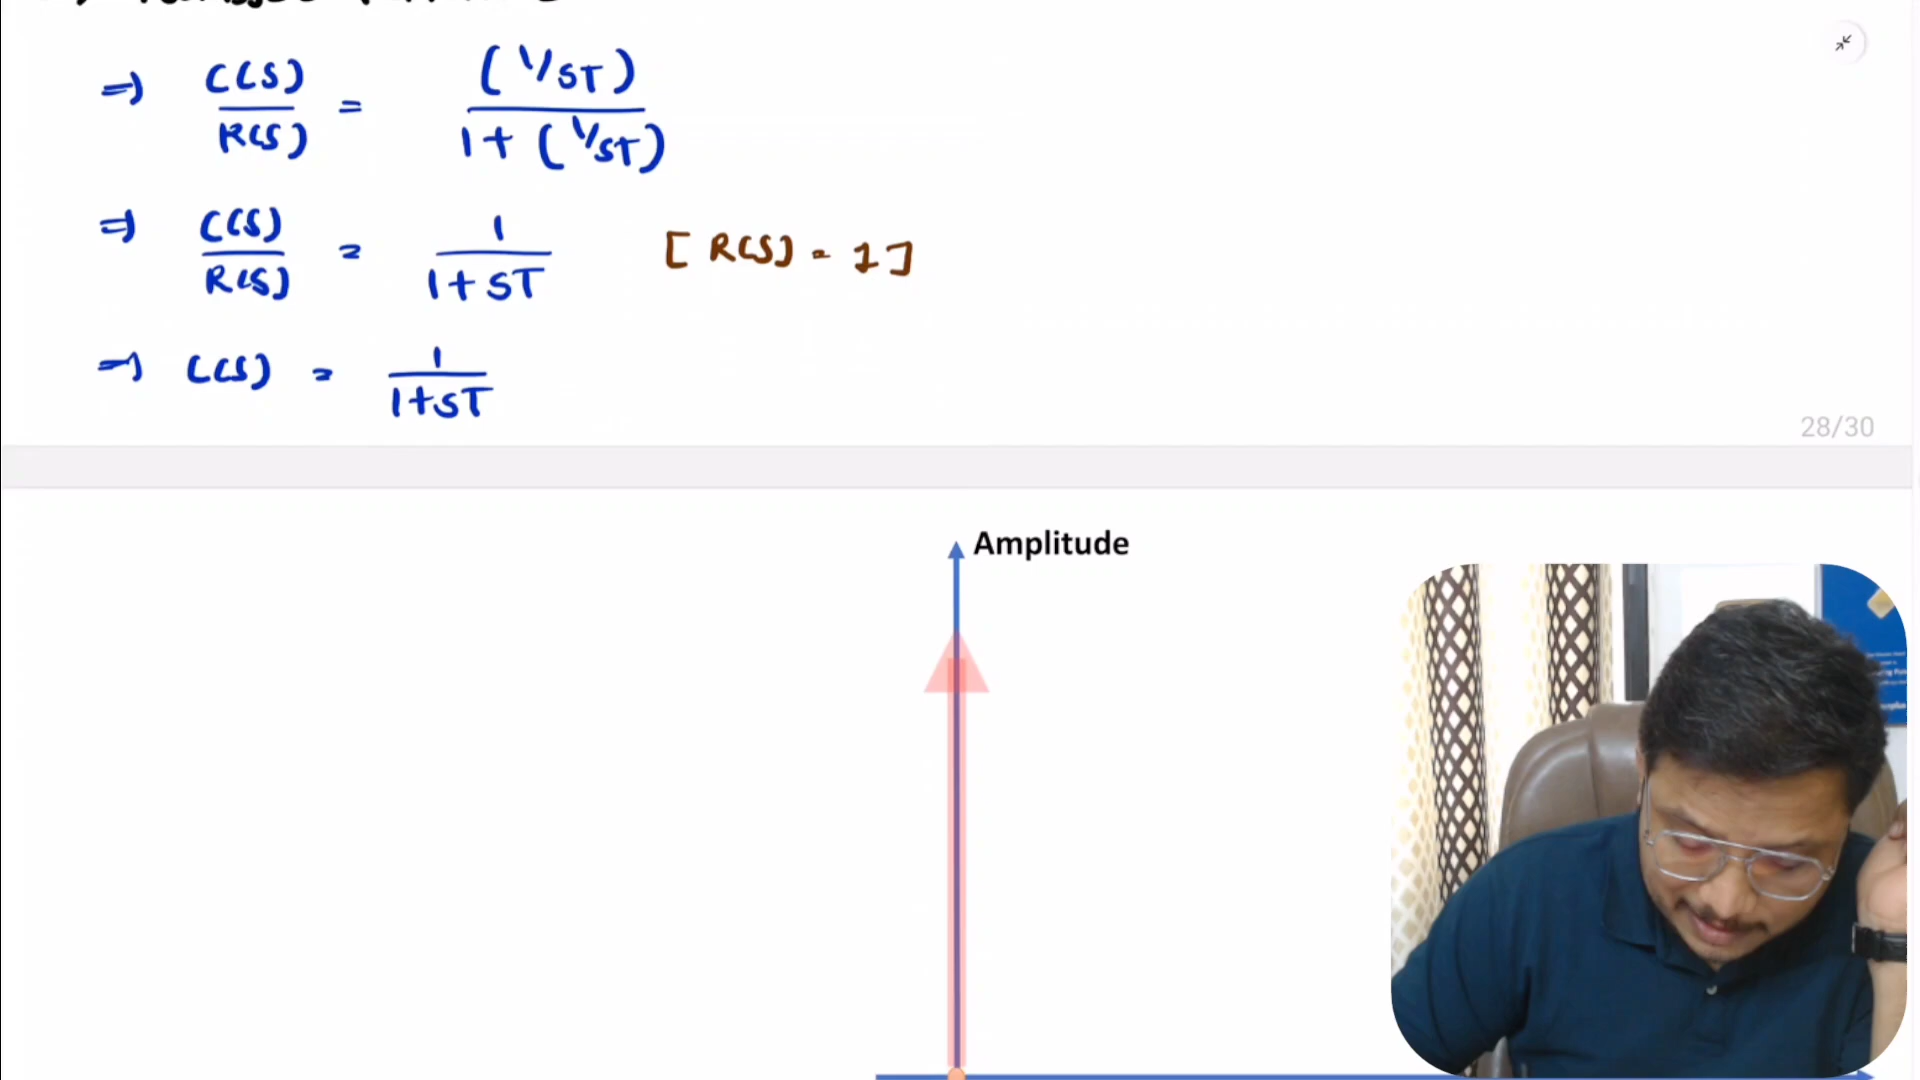 ⇒ C(S)/R(S) = (1/ST)/(1+(1/ST))
⇒ C(S)/R(S) = 1/(1+ST) [R(S) = 1]
⇒ C(S) = 1/(1+ST)
28/30
Amplitude